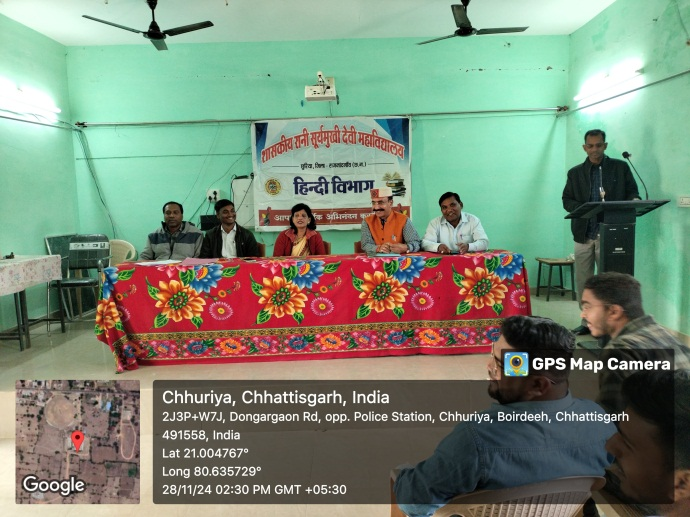 शासकीय रानी सूर्यमुखी देवी महाविद्यालय
छुरिया, जिला - राजनांदगाँव (छ.ग.)
हिन्दी विभाग
GPS Map Camera
Chhuriya, Chhattisgarh, India
2J3P+W7J, Dongargaon Rd, opp. Police Station, Chhuriya, Boirdeeh, Chhattisgarh
491558, India
Lat 21.004767°
Long 80.635729°
28/11/24 02:30 PM GMT +05:30
Google